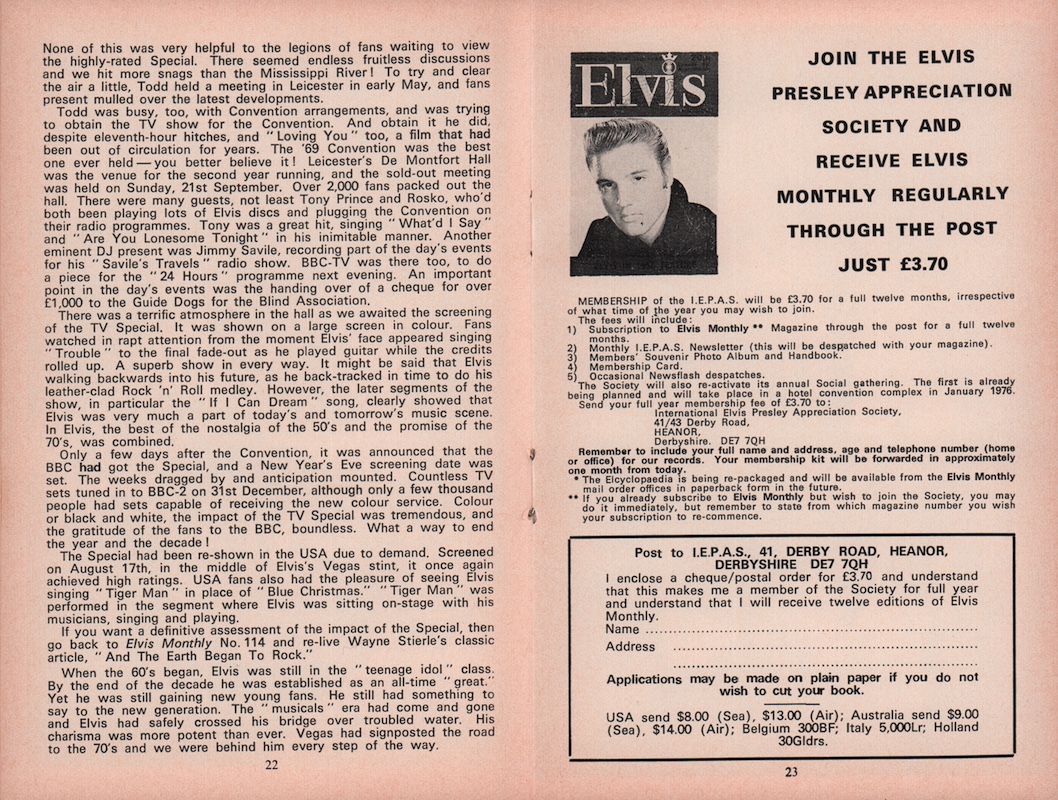 None of this was very helpful to the legions of fans waiting to view
the highly-rated Special. There seemed endless fruitless discussions
and we hit more snags than the Mississippi River! To try and clear
the air a little, Todd held a meeting in Leicester in early May, and fans
present mulled over the latest developments.
Todd was busy, too, with Convention arrangements, and was trying
to obtain the TV show for the Convention. And obtain it he did,
despite eleventh-hour hitches, and "Loving You" too, a film that had
been out of circulation for years. The '69 Convention was the best
one ever held — you better believe it! Leicester's De Montfort Hall
was the venue for the second year running, and the sold-out meeting
was held on Sunday, 21st September. Over 2,000 fans packed out the
hall. There were many guests, not least Tony Prince and Rosko, who'd
both been playing lots of Elvis discs and plugging the Convention on
their radio programmes. Tony was a great hit, singing "What'd I Say"
and "Are You Lonesome Tonight" in his inimitable manner. Another
eminent DJ present was Jimmy Savile, recording part of the day's events
for his "Savile's Travels" radio show. BBC-TV was there too, to do
a piece for the "24 Hours" programme next evening. An important
point in the day's events was the handing over of a cheque for over
£1,000 to the Guide Dogs for the Blind Association.
There was a terrific atmosphere in the hall as we awaited the screening
of the TV Special. It was shown on a large screen in colour. Fans
watched in rapt attention from the moment Elvis' face appeared singing
"Trouble" to the final fade-out as he played guitar while the credits
rolled up. A superb show in every way. It might be said that Elvis
walking backwards into his future, as he back-tracked in time to do his
leather-clad Rock 'n' Roll medley. However, the later segments of the
show, in particular the "If I Can Dream" song, clearly showed that
Elvis was very much a part of today's and tomorrow's music scene.
In Elvis, the best of the nostalgia of the 50's and the promise of the
70's, was combined.
Only a few days after the Convention, it was announced that the
BBC had got the Special, and a New Year's Eve screening date was
set. The weeks dragged by and anticipation mounted. Countless TV
sets tuned in to BBC-2 on 31st December, although only a few thousand
people had sets capable of receiving the new colour service. Colour
or black and white, the impact of the TV Special was tremendous, and
the gratitude of the fans to the BBC, boundless. What a way to end
the year and the decade!
The Special had been re-shown in the USA due to demand. Screened
on August 17th, in the middle of Elvis's Vegas stint, it once again
achieved high ratings. USA fans also had the pleasure of seeing Elvis
singing "Tiger Man" in place of "Blue Christmas." "Tiger Man" was
performed in the segment where Elvis was sitting on-stage with his
musicians, singing and playing.
If you want a definitive assessment of the impact of the Special, then
go back to Elvis Monthly No. 114 and re-live Wayne Stierle's classic
article, "And The Earth Began To Rock."
When the 60's began, Elvis was still in the "teenage idol" class.
By the end of the decade he was established as an all-time "great."
Yet he was still gaining new young fans. He still had something to
say to the new generation. The "musicals" era had come and gone
and Elvis had safely crossed his bridge over troubled water. His
charisma was more potent than ever. Vegas had signposted the road
to the 70's and we were behind him every step of the way.
22
Elvis
JOIN THE ELVIS
PRESLEY APPRECIATION
SOCIETY AND
RECEIVE ELVIS
MONTHLY REGULARLY
THROUGH THE POST
JUST £3.70
MEMBERSHIP of the I.E.P.A.S. will be £3.70 for a full twelve months, irrespective
of what time of the year you may wish to join.
The fees will include:
1) Subscription to Elvis Monthly ** Magazine through the post for a full twelve
months.
2) Monthly I.E.P.A.S. Newsletter (this will be despatched with your magazine).
3) Members' Souvenir Photo Album and Handbook.
4) Membership Card.
5) Occasional Newsflash despatches.
The Society will also re-activate its annual Social gathering. The first is already
being planned and will take place in a hotel convention complex in January 1976.
Send your full year membership fee of £3.70 to:
International Elvis Presley Appreciation Society,
41/43 Derby Road,
HEANOR,
Derbyshire. DE7 7QH
Remember to include your full name and address, age and telephone number (home
or office) for our records. Your membership kit will be forwarded in approximately
one month from today.
* The Elcyclopaedia is being re-packaged and will be available from the Elvis Monthly
mail order offices in paperback form in the future.
** If you already subscribe to Elvis Monthly but wish to join the Society, you may
do it immediately, but remember to state from which magazine number you wish
your subscription to re-commence.
Post to I.E.P.A.S., 41, DERBY ROAD, HEANOR,
DERBYSHIRE DE7 7QH
I enclose a cheque/postal order for £3.70 and understand
that this makes me a member of the Society for full year
and understand that I will receive twelve editions of Elvis
Monthly.
Name
Address
Applications may be made on plain paper if you do not
wish to cut your book.
USA send $8.00 (Sea), $13.00 (Air); Australia send $9.00
(Sea), $14.00 (Air); Belgium 300BF; Italy 5,000Lr; Holland
30Gldrs.
23